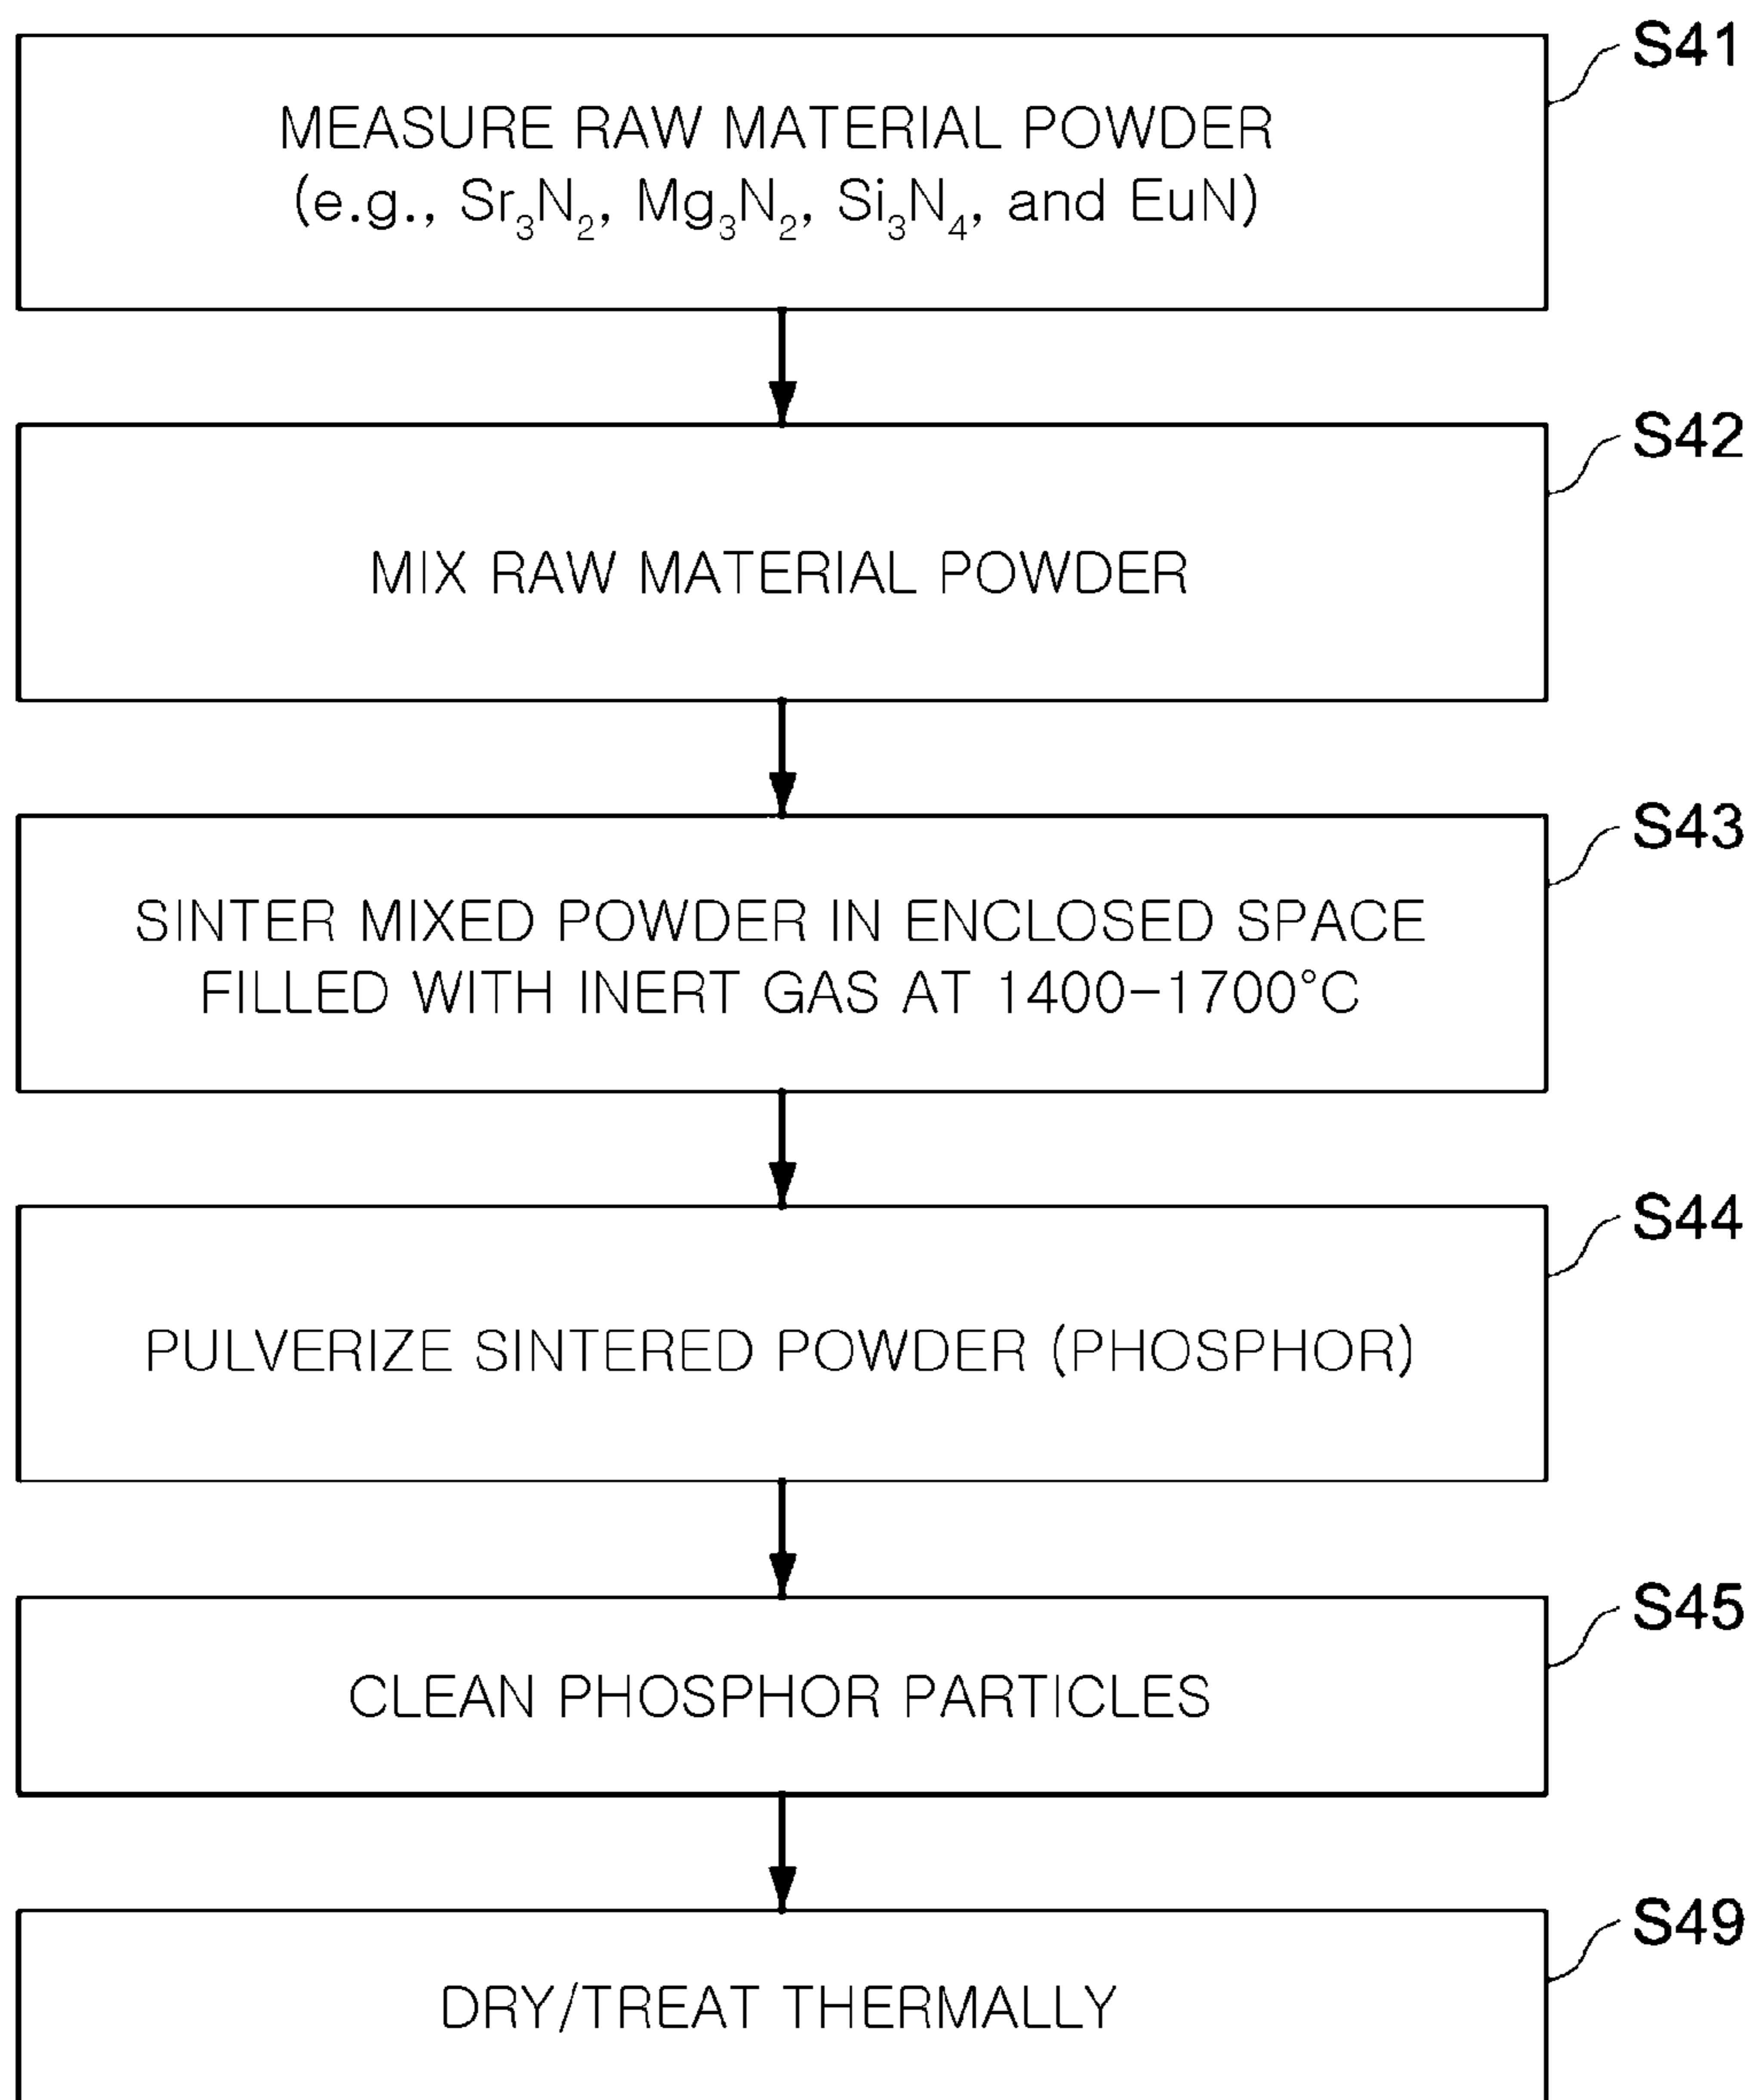 S41
MEASURE RAW MATERIAL POWDER
(e.g., Sr₃N₂, Mg₃N₂, Si₃N₄, and EuN)
S42
MIX RAW MATERIAL POWDER
S43
SINTER MIXED POWDER IN ENCLOSED SPACE
FILLED WITH INERT GAS AT 1400-1700°C
S44
PULVERIZE SINTERED POWDER (PHOSPHOR)
S45
CLEAN PHOSPHOR PARTICLES
S49
DRY/TREAT THERMALLY